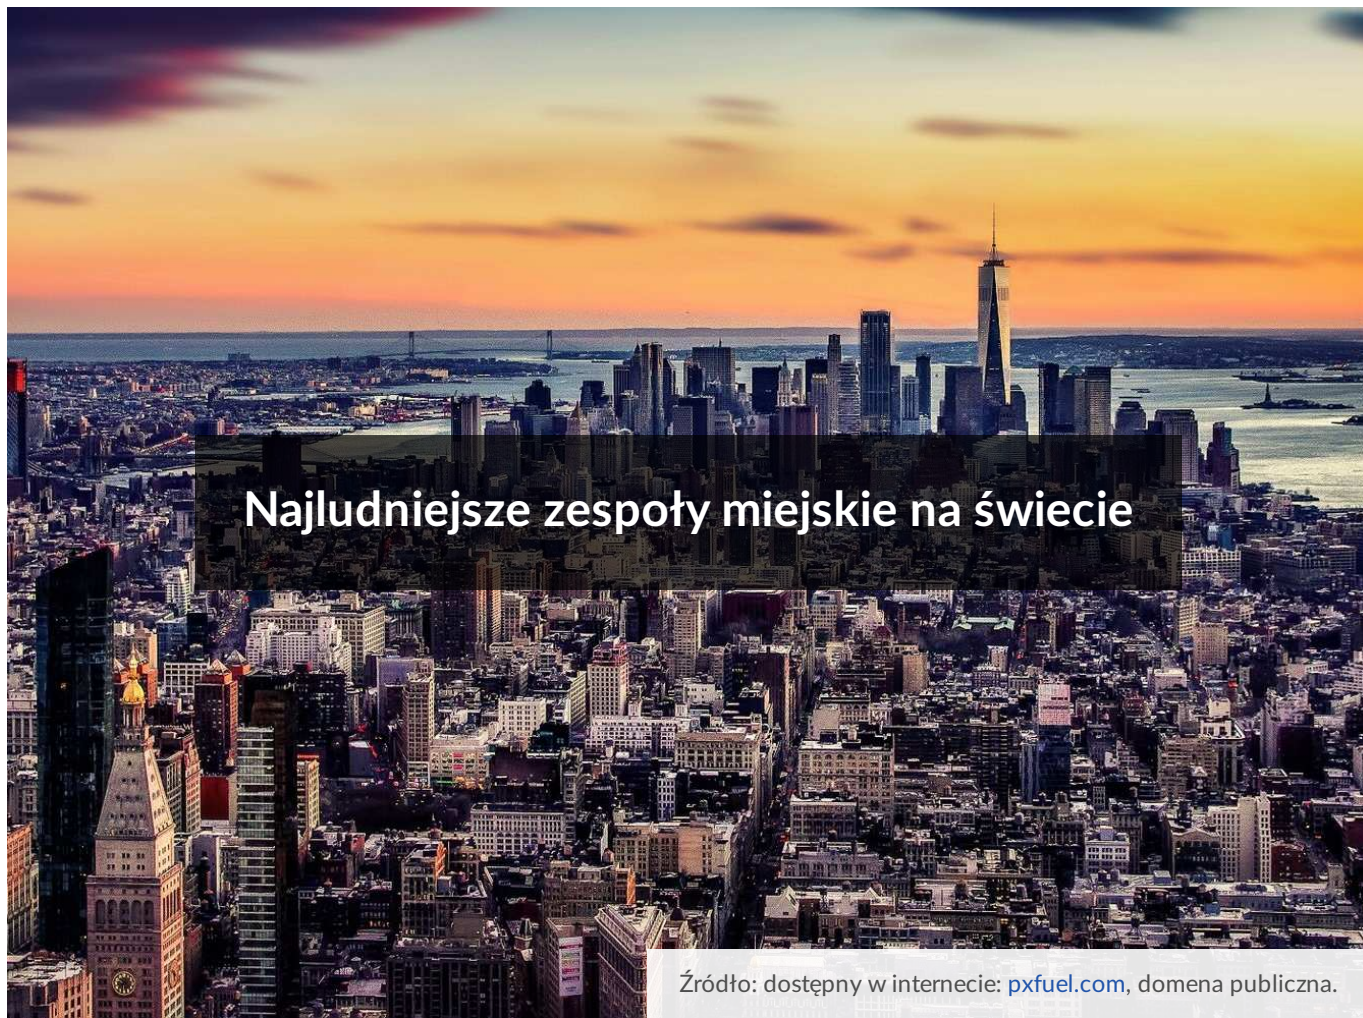 Najludniejsze zespoły miejskie na świecie
Źródło: dostępny w internecie: pxfuel.com, domena publiczna.